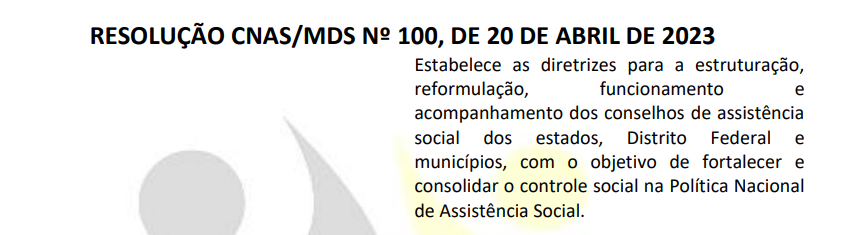 RESOLUÇÃO CNAS/MDS Nº 100, DE 20 DE ABRIL DE 2023
Estabelece as diretrizes para a estruturação,
reformulação, funcionamento e
acompanhamento dos conselhos de assistência
social dos estados, Distrito Federal e
municípios, com o objetivo de fortalecer e
consolidar o controle social na Política Nacional
de Assistência Social.